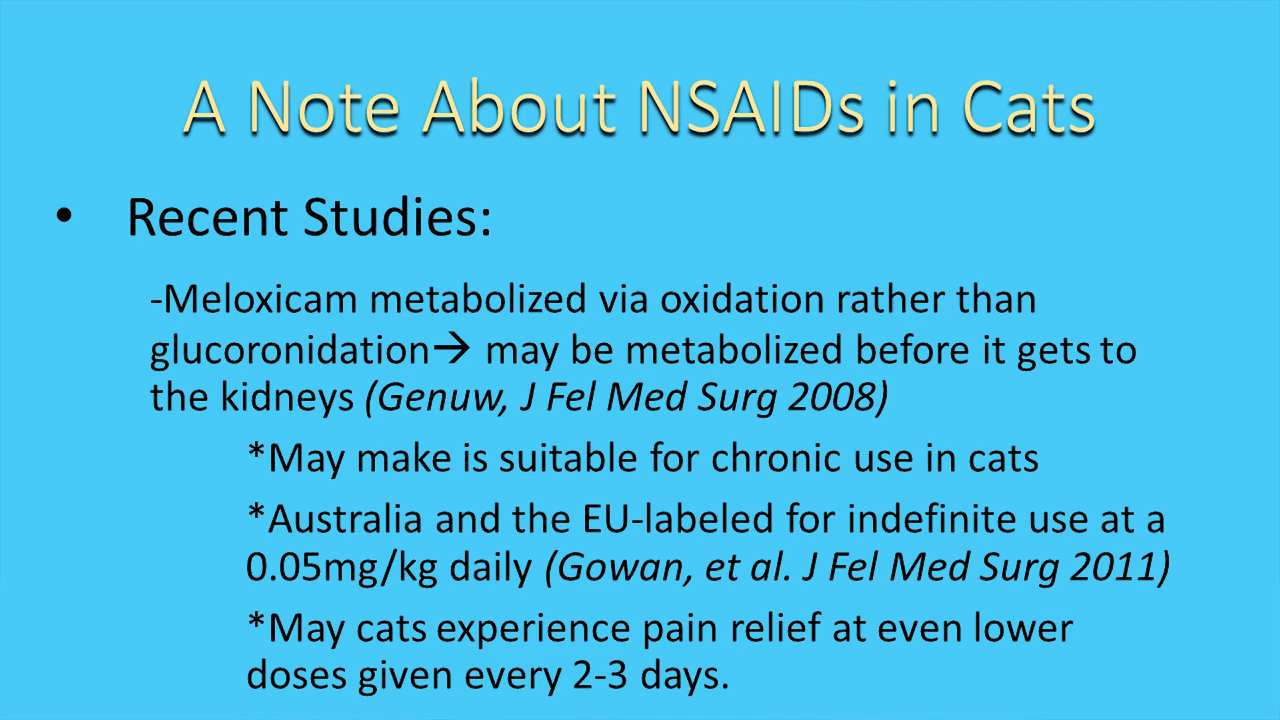 A Note About NSAIDs in Cats
• Recent Studies:
-Meloxicam metabolized via oxidation rather than
glucoronidation→ may be metabolized before it gets to
the kidneys (Genuw, J Fel Med Surg 2008)
*May make is suitable for chronic use in cats
*Australia and the EU-labeled for indefinite use at a
0.05mg/kg daily (Gowan, et al. J Fel Med Surg 2011)
*May cats experience pain relief at even lower
doses given every 2-3 days.